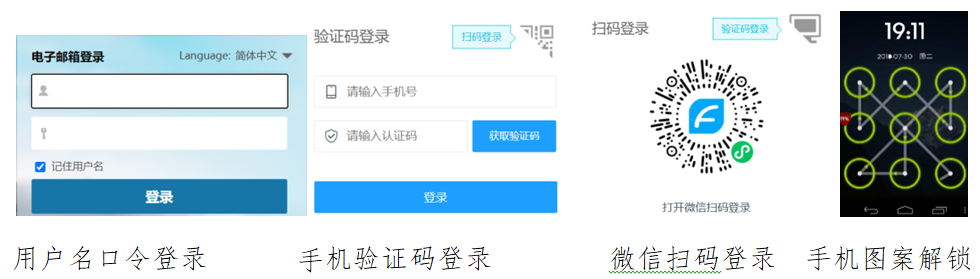 电子邮箱登录
Language: 简体中文
记住用户名
登录
验证码登录
扫码登录
请输入手机号
请输入认证码
获取验证码
登录
扫码登录
验证码登录
打开微信扫码登录
19:11
用户名口令登录
手机验证码登录
微信扫码登录
手机图案解锁